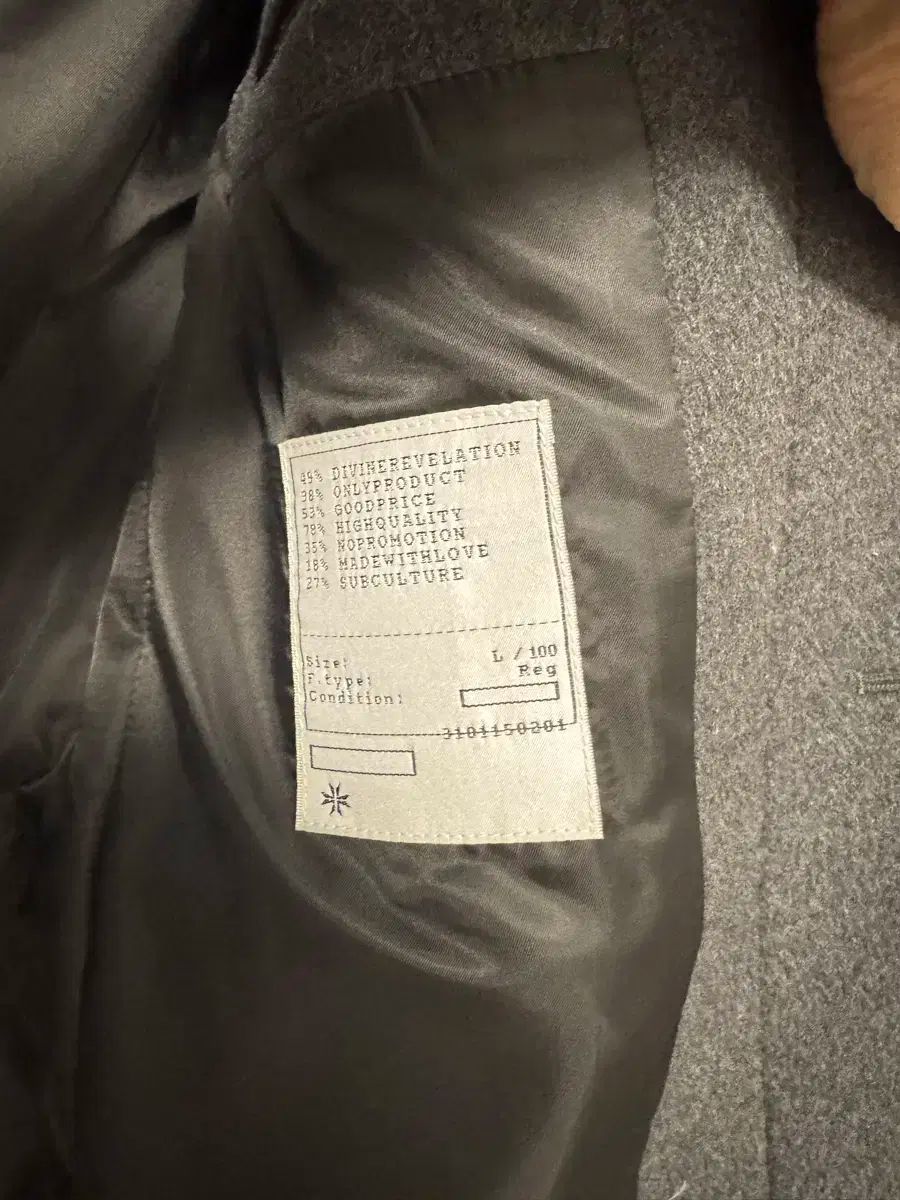 49% DIVINEREVELATION
38% ONLYPRODUCT
53% GOODPRICE
78% HIGHQUALITY
35% NOPROMOTION
18% MADEWITHLOVE
27% SUBCULTURE
Size: L / 100
F.type: Reg
Condition:
3101150201